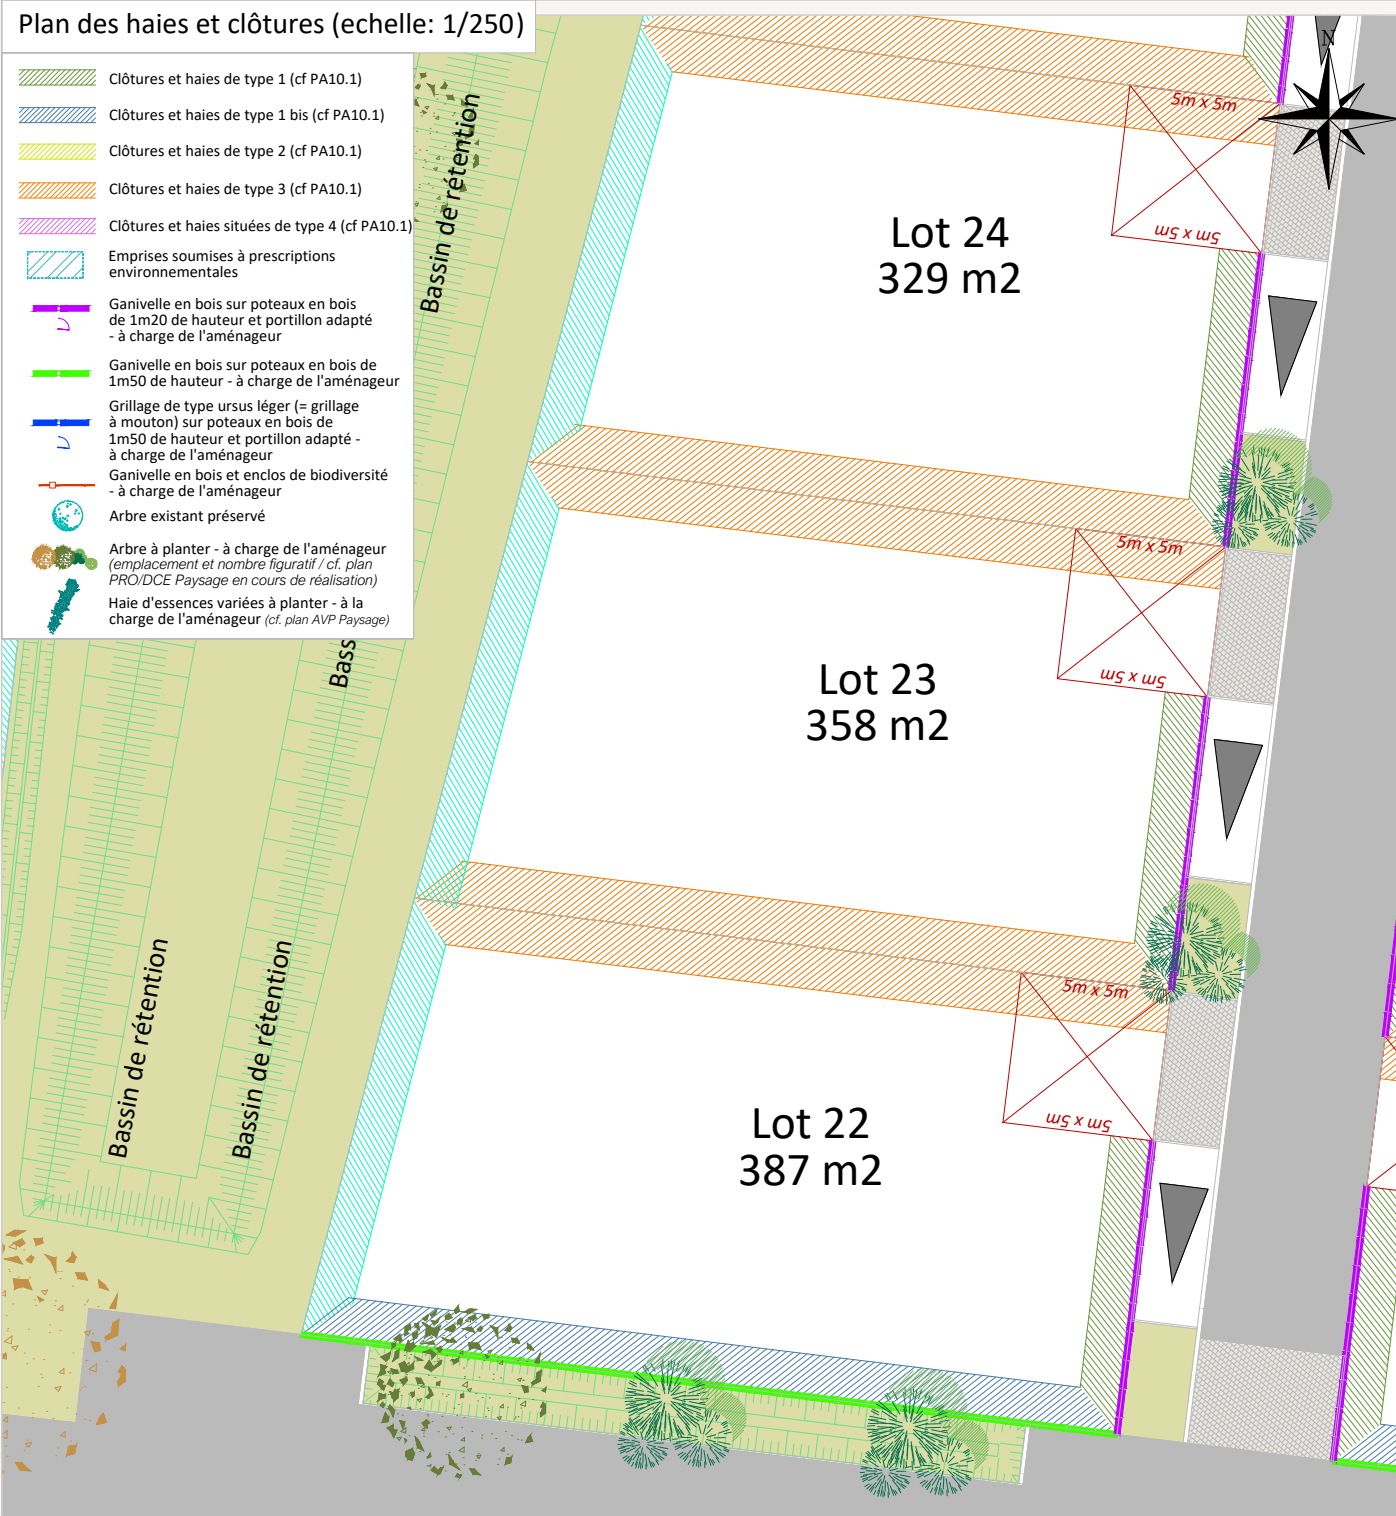 Plan des haies et clôtures (echelle: 1/250)
Clôtures et haies de type 1 (cf PA10.1)
Clôtures et haies de type 1 bis (cf PA10.1)
Clôtures et haies de type 2 (cf PA10.1)
Clôtures et haies de type 3 (cf PA10.1)
Clôtures et haies situées de type 4 (cf PA10.1)
Emprises soumises à prescriptions
environnementales
Ganivelle en bois sur poteaux en bois
de 1m20 de hauteur et portillon adapté
- à charge de l'aménageur
Ganivelle en bois sur poteaux en bois de
1m50 de hauteur - à charge de l'aménageur
Grillage de type ursus léger (= grillage
à mouton) sur poteaux en bois de
1m50 de hauteur et portillon adapté -
à charge de l'aménageur
Ganivelle en bois et enclos de biodiversité
- à charge de l'aménageur
Arbre existant préservé
Arbre à planter - à charge de l'aménageur
(emplacement et nombre figuratif / cf. plan
PRO/DCE Paysage en cours de réalisation)
Haie d'essences variées à planter - à la
charge de l'aménageur (cf. plan AVP Paysage)
N
Bassin de rétention
5m x 5m
5m x 5m
Lot 24
329 m2
Bass
5m x 5m
5m x 5m
Lot 23
358 m2
Bassin de rétention
Bassin de rétention
5m x 5m
5m x 5m
Lot 22
387 m2